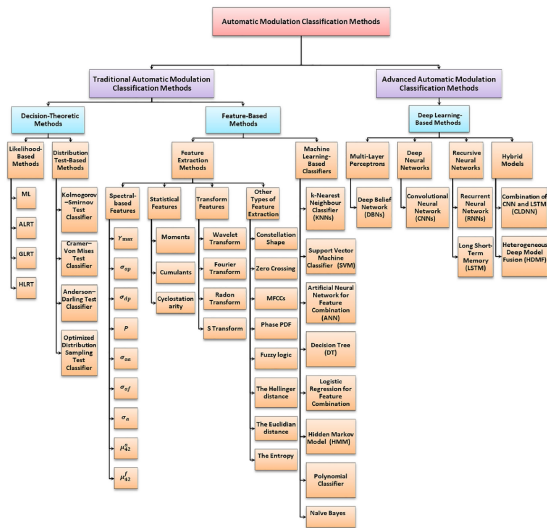 Automatic Modulation Classification Methods
Traditional Automatic Modulation
Classification Methods
Advanced Automatic Modulation
Classification Methods
Decision-Theoretic
Methods
Feature-Based Methods
Deep Learning-
Based Methods
Likelihood-
Based Methods
ML
ALRT
GLRT
HLRT
Distribution
Test-Based Methods
Kolmogorov
–Smirnov Test
Classifier
Cramer–
Von Mises Test
Classifier
Anderson–
Darling Test
Classifier
Optimized
Distribution
Sampling Test
Classifier
Feature
Extraction Methods
Spectral-based
Features
γmax
σap
σdp
P
σaa
σaf
σa
μᵃ42
μᶠ42
Statistical
Features
Moments
Cumulants
Cyclostation
arity
Transform
Features
Wavelet
Transform
Fourier
Transform
Radon
Transform
S Transform
Other
Types of
Feature
Extraction
Constellation
Shape
Zero Crossing
MFCCs
Phase PDF
Fuzzy logic
The Hellinger
distance
The Euclidian
distance
The Entropy
Machine
Learning-Based
Classifiers
k-Nearest
Neighbour
Classifier
(KNNs)
Support Vector
Machine
Classifier (SVM)
Artificial Neural
Network for
Feature
Combination
(ANN)
Decision Tree
(DT)
Logistic
Regression for
Feature
Combination
Hidden Markov
Model (HMM)
Polynomial
Classifier
Naïve Bayes
Multi-Layer
Perceptrons
Deep Belief
Network
(DBNs)
Deep
Neural
Networks
Convolutional
Neural Network
(CNNs)
Recursive
Neural
Networks
Recurrent
Neural
Network
(RNNs)
Long Short-
Term
Memory
(LSTM)
Hybrid
Models
Combination of
CNN and LSTM
(CLDNN)
Heterogeneous
Deep Model
Fusion (HDMF)